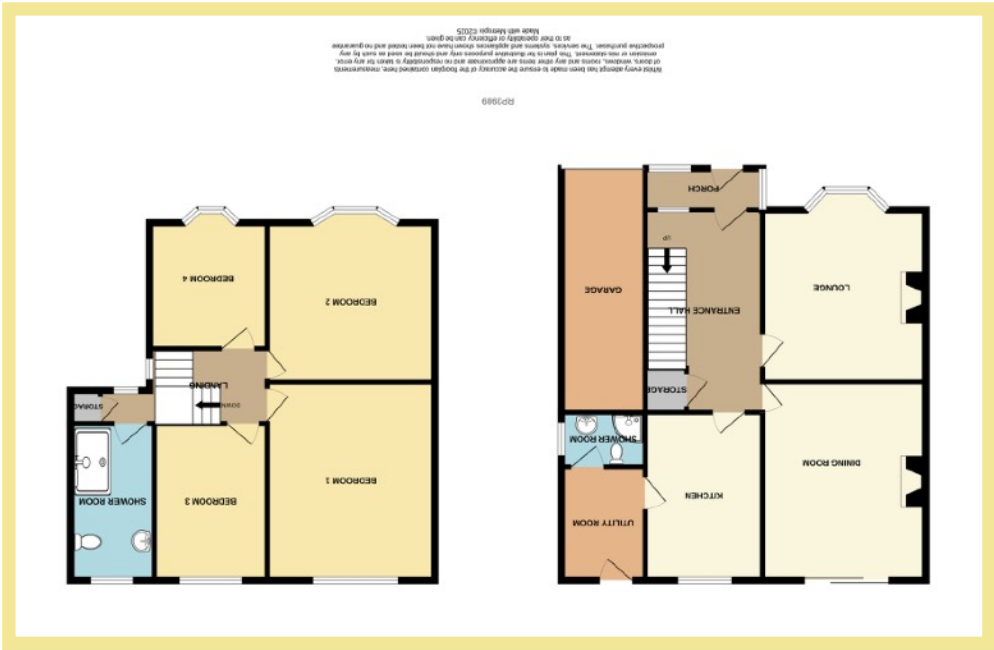 DINING ROOM
KITCHEN
UTILITY ROOM
SHOWER ROOM
STORAGE
ENTRANCE HALL
LOUNGE
GARAGE
UP
PORCH
BEDROOM 1
BEDROOM 3
SHOWER ROOM
STORAG
DOWN
LANDING
BEDROOM 2
BEDROOM 4
RP3989
Whilst every attempt has been made to ensure the accuracy of the floorplan contained here, measurements
of doors, windows, rooms and any other items are approximate and no responsibility is taken for any error,
omission or mis-statement. This plan is for illustrative purposes only and should be used as such by any
prospective purchaser. The services, systems and appliances shown have not been tested and no guarantee
as to their operability or efficiency can be given.
Made with Metropix ©2025